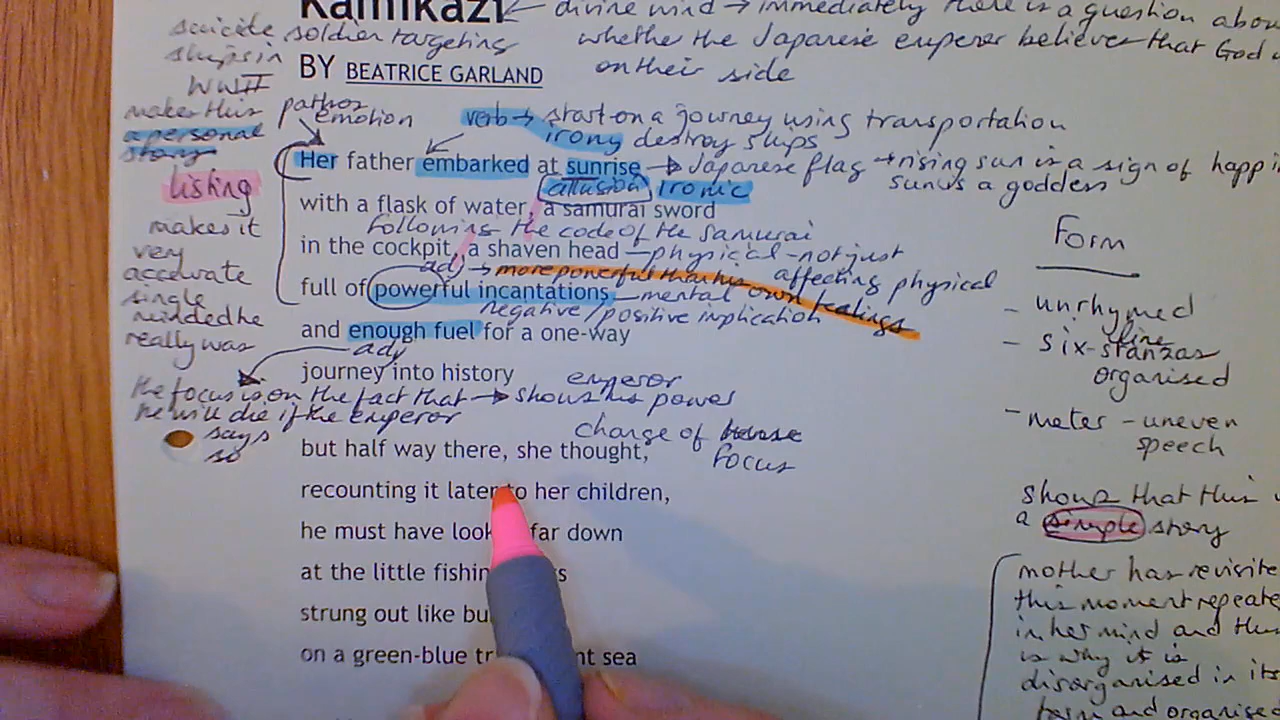 Kamikazi ← divine wind → immediately there is a question abou
suicide soldier targeting whether the Japanese emperor believes that God is
ships in
WWII
BY BEATRICE GARLAND on their side
makes this pathos
a personal emotion verb → start on a journey using transportation
story irony destroy ships
Her father embarked at sunrise → Japanese flag → rising sun is a sign of happi
listing allusion ironic sun is a goddess
with a flask of water, a samurai sword
makes it following the code of the samurai Form
in the cockpit, a shaven head – physical – not just
very adj → more powerful than his own feelings affecting physical
accurate
full of powerful incantations – mental
single negative/positive implication - unrhymed
minded he
and enough fuel for a one-way - six-line stanzas
really was adj organised
journey into history
the focus is on the fact that → shows his power emperor
he will die if the emperor - meter - uneven
says change of focus speech
so
but half way there, she thought,
recounting it later to her children, shows that this
a simple story
he must have look far down
at the little fishin mother has revisite
this moment repeate
strung out like bu in her mind and
is why it is
on a green-blue tr nt sea disorganised in its
form and organised